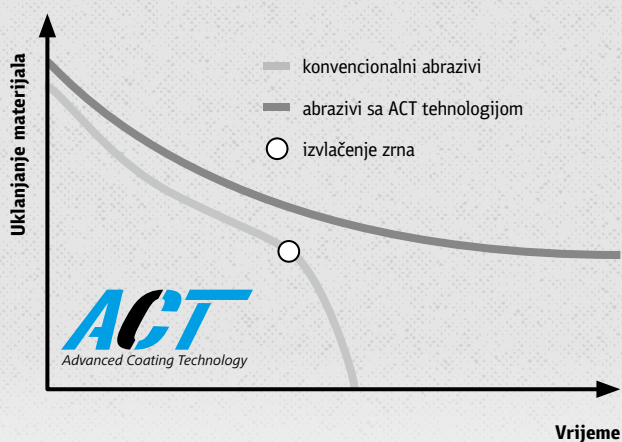 konvencionalni abrazivi
abrazivi sa ACT tehnologijom
izvlačenje zrna
Uklanjanje materijala
ACT
Advanced Coating Technology
Vrijeme